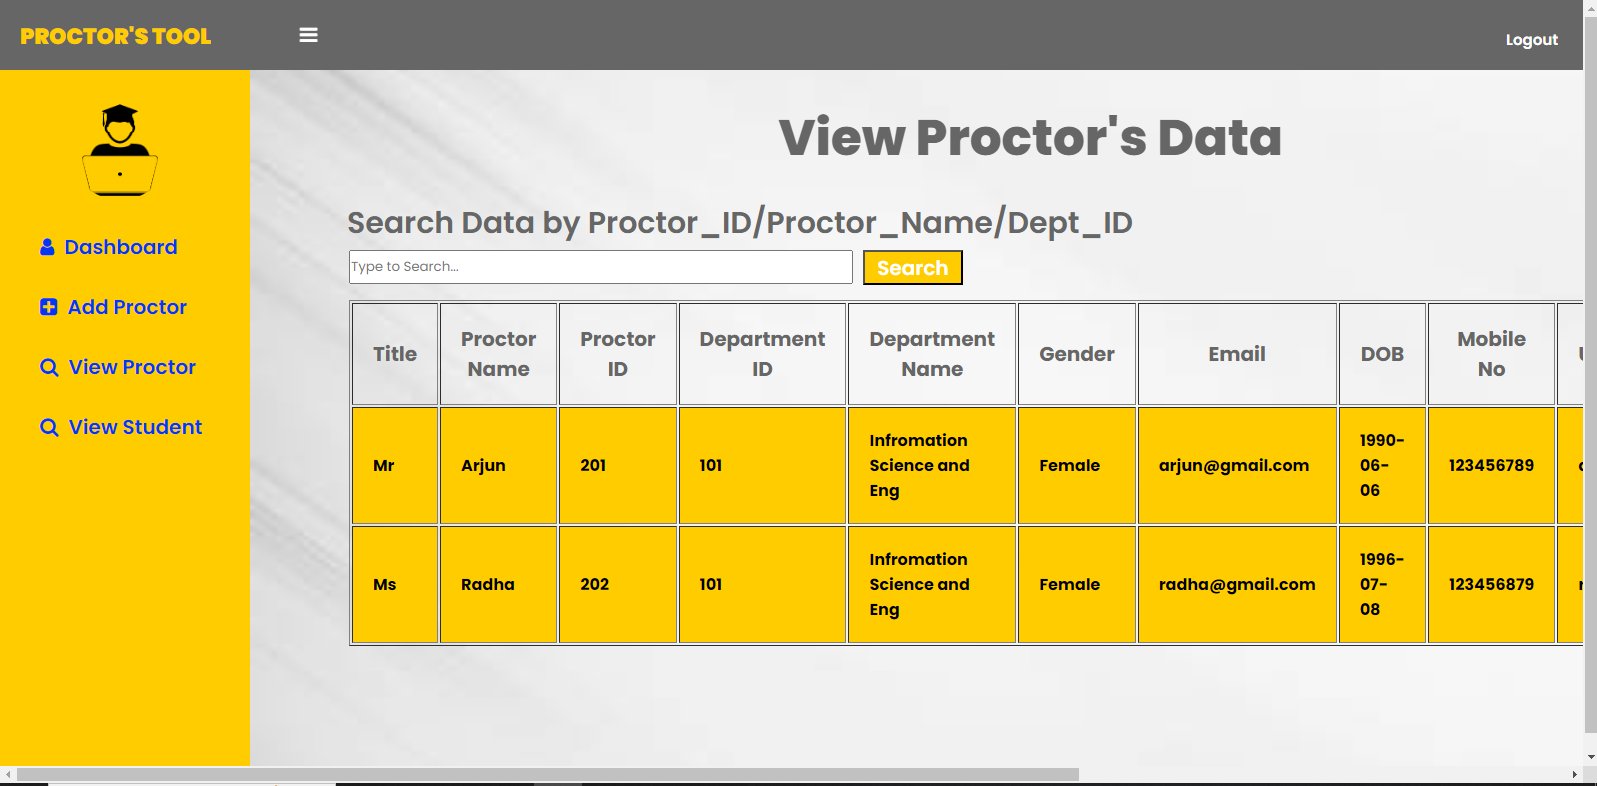 PROCTOR'S TOOL
Logout
Dashboard
Add Proctor
View Proctor
View Student
View Proctor's Data
Search Data by Proctor_ID/Proctor_Name/Dept_ID
Type to Search...
Search
Title Proctor Name Proctor ID Department ID Department Name Gender Email DOB Mobile No
Mr Arjun 201 101 Infromation Science and Eng Female arjun@gmail.com 1990-06-06 123456789
Ms Radha 202 101 Infromation Science and Eng Female radha@gmail.com 1996-07-08 123456879